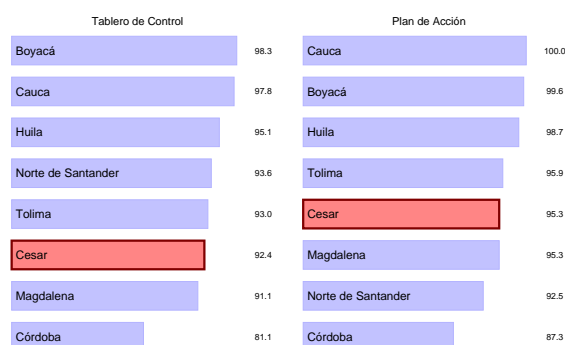 Tablero de Control
Boyacá 98.3
Cauca 97.8
Huila 95.1
Norte de Santander 93.6
Tolima 93.0
Cesar 92.4
Magdalena 91.1
Córdoba 81.1
Plan de Acción
Cauca 100.0
Boyacá 99.6
Huila 98.7
Tolima 95.9
Cesar 95.3
Magdalena 95.3
Norte de Santander 92.5
Córdoba 87.3